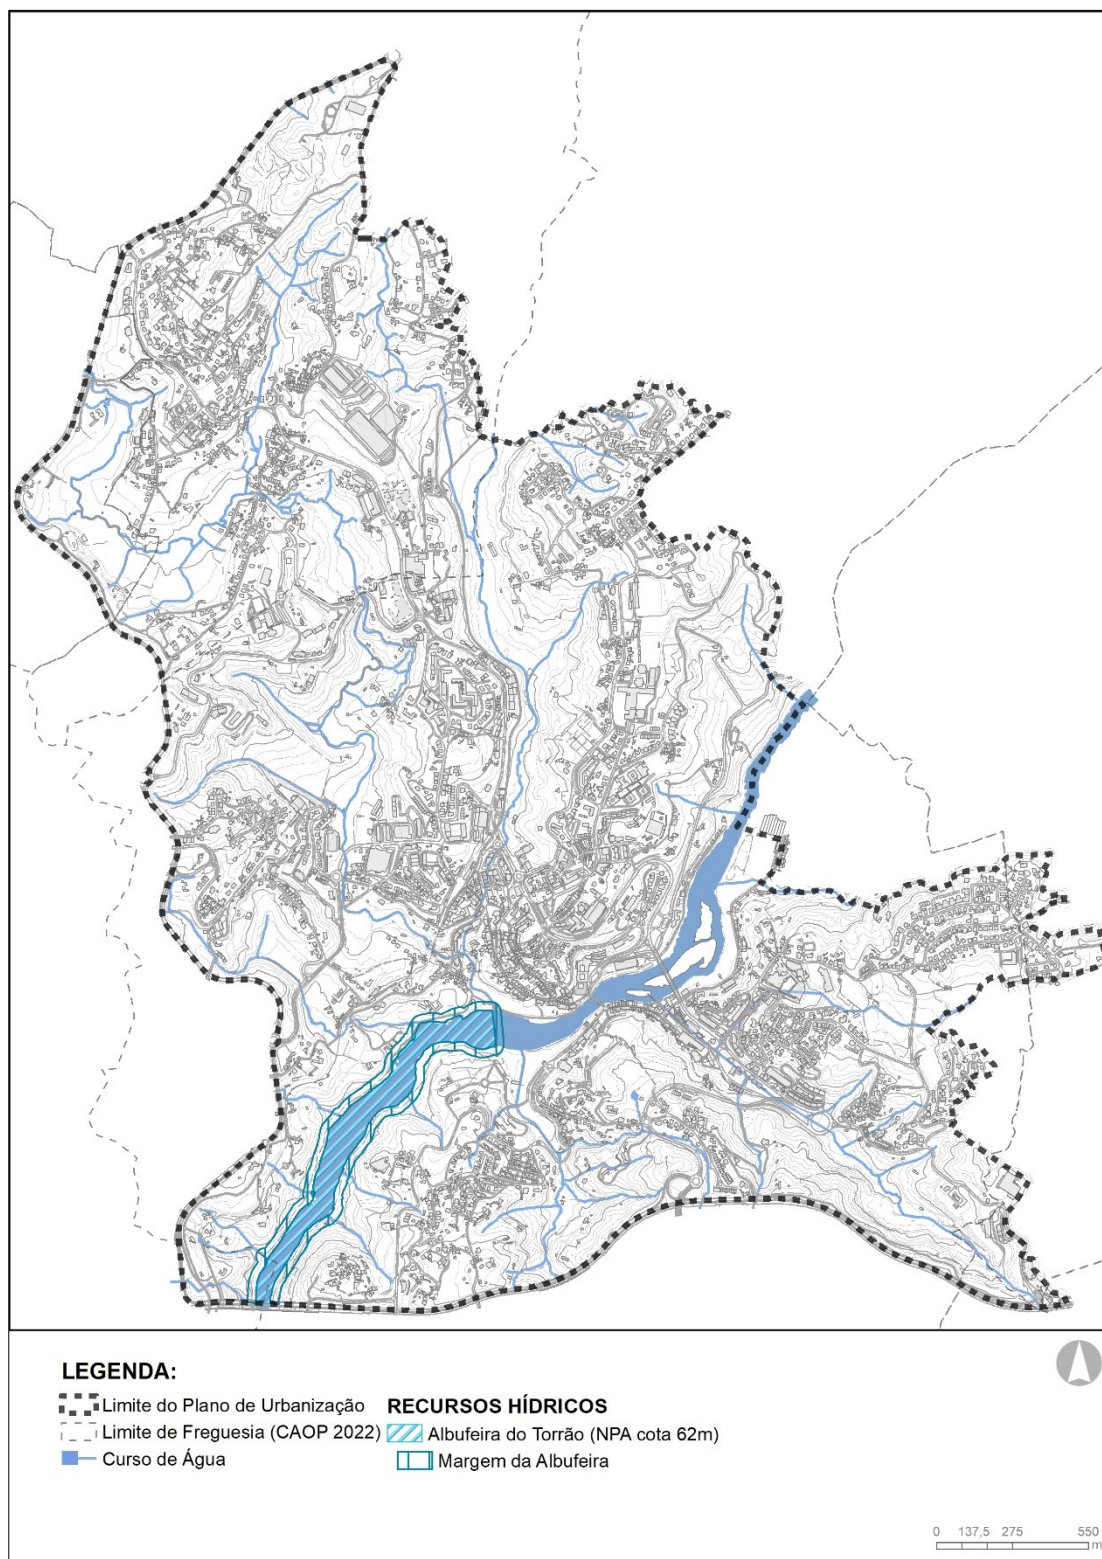 LEGENDA:
Limite do Plano de Urbanização
Limite de Freguesia (CAOP 2022)
Curso de Água
RECURSOS HÍDRICOS
Albufeira do Torrão (NPA cota 62m)
Margem da Albufeira
0 137,5 275 550
m